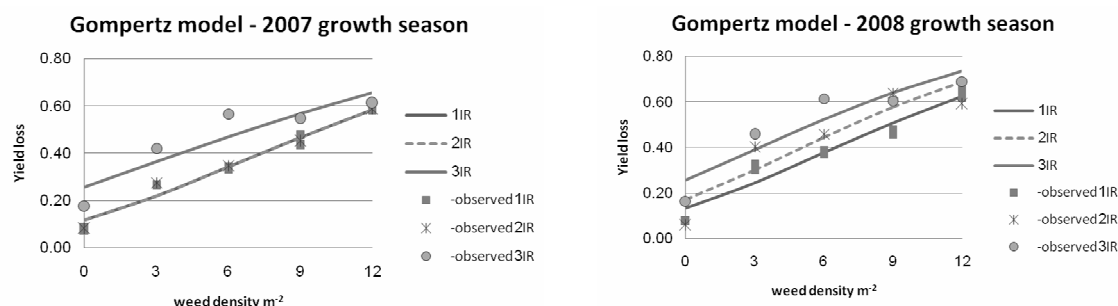 Gompertz model - 2007 growth season
0.80
0.60
0.40
0.20
0.00
Yield loss
0 3 6 9 12
weed density m-2
1IR
2IR
3IR
-observed1IR
-observed2IR
-observed3IR
Gompertz model - 2008 growth season
0.80
0.60
0.40
0.20
0.00
Yield loss
0 3 6 9 12
weed density m-2
1IR
2IR
3IR
-observed1IR
-observed2IR
-observed3IR